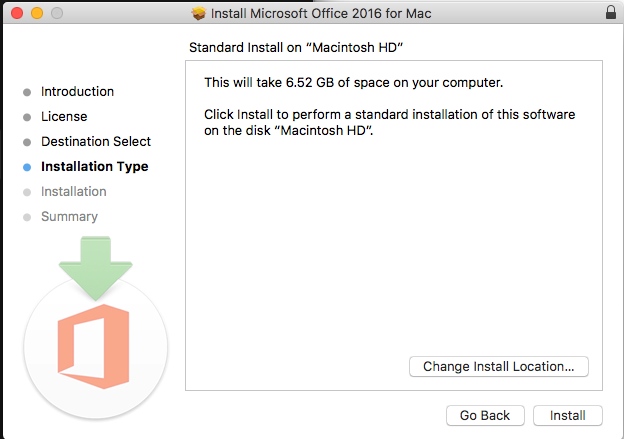 Install Microsoft Office 2016 for Mac
Standard Install on “Macintosh HD”
Introduction
License
Destination Select
Installation Type
Installation
Summary
This will take 6.52 GB of space on your computer.
Click Install to perform a standard installation of this software
on the disk “Macintosh HD”.
Change Install Location...
Go Back
Install